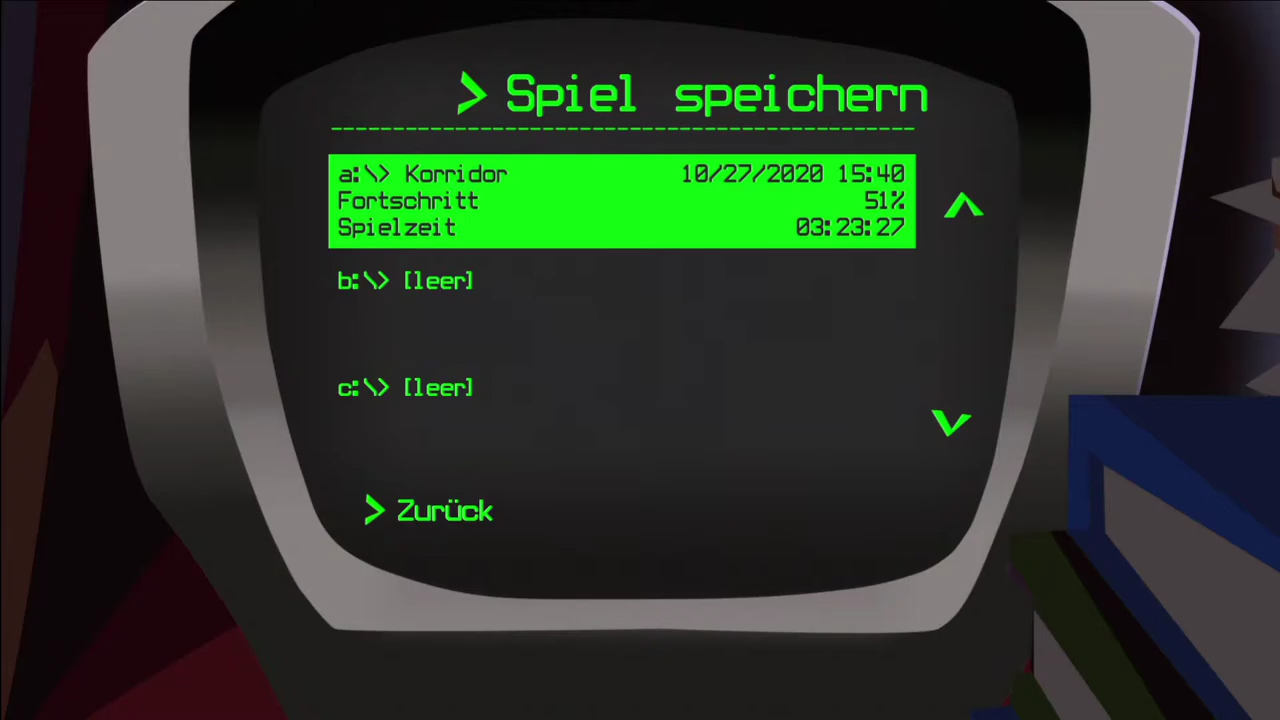 > Spiel speichern
a:\> Korridor 10/27/2020 15:40
Fortschritt 51%
Spielzeit 03:23:27
b:\> [leer]
c:\> [leer]
> Zurück